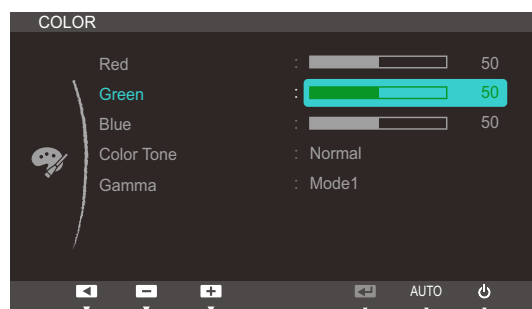 COLOR
Red : 50
Green : 50
Blue : 50
Color Tone : Normal
Gamma : Mode1
AUTO